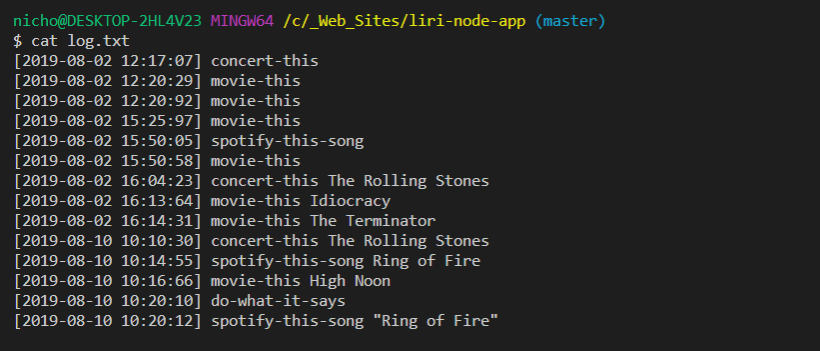 nicho@DESKTOP-2HL4V23 MINGW64 /c/_Web_Sites/liri-node-app (master)
$ cat log.txt
[2019-08-02 12:17:07] concert-this
[2019-08-02 12:20:29] movie-this
[2019-08-02 12:20:92] movie-this
[2019-08-02 15:25:97] movie-this
[2019-08-02 15:50:05] spotify-this-song
[2019-08-02 15:50:58] movie-this
[2019-08-02 16:04:23] concert-this The Rolling Stones
[2019-08-02 16:13:64] movie-this Idiocracy
[2019-08-02 16:14:31] movie-this The Terminator
[2019-08-10 10:10:30] concert-this The Rolling Stones
[2019-08-10 10:14:55] spotify-this-song Ring of Fire
[2019-08-10 10:16:66] movie-this High Noon
[2019-08-10 10:20:10] do-what-it-says
[2019-08-10 10:20:12] spotify-this-song "Ring of Fire"